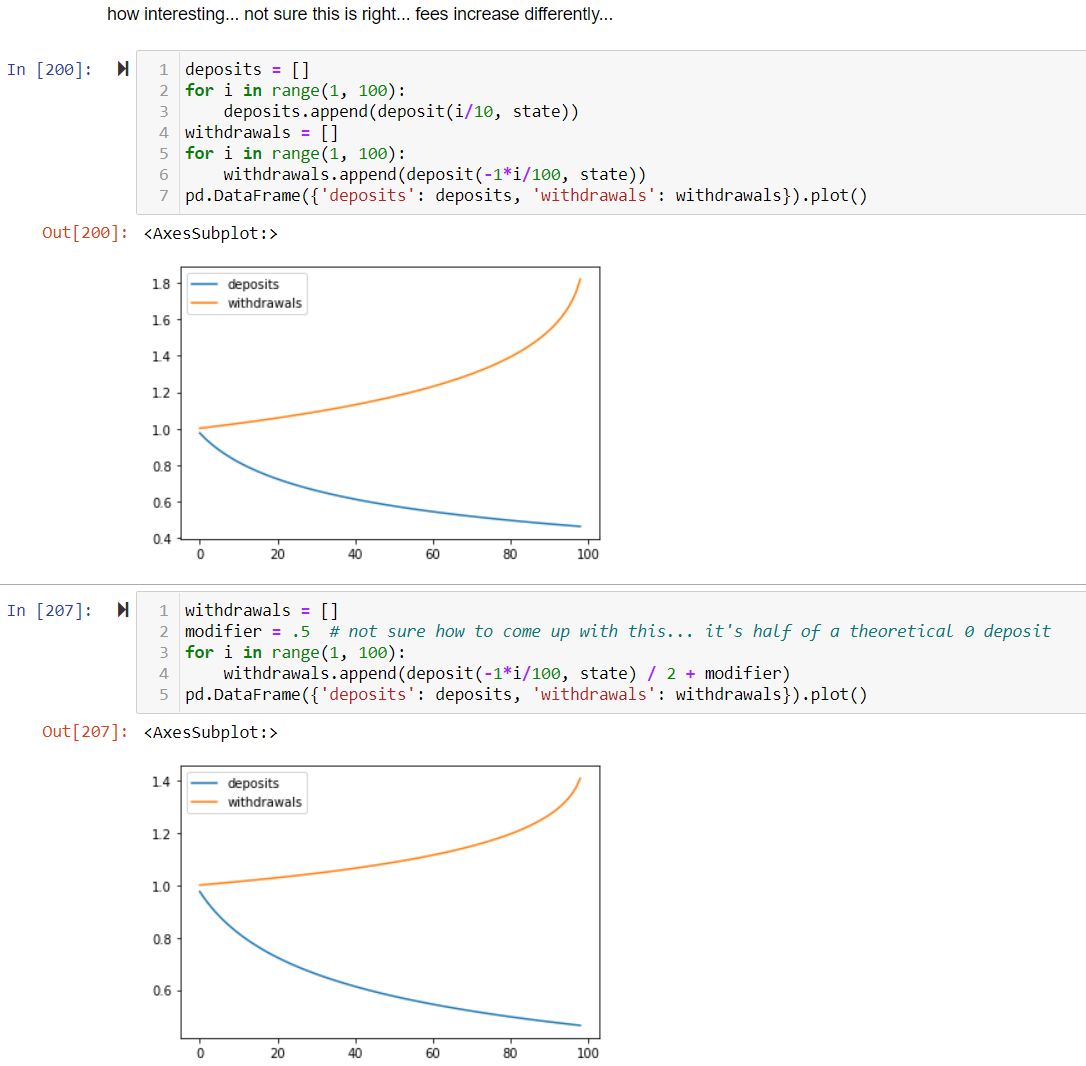 how interesting... not sure this is right... fees increase differently...
In [200]:
1 deposits = []
2 for i in range(1, 100):
3     deposits.append(deposit(i/10, state))
4 withdrawals = []
5 for i in range(1, 100):
6     withdrawals.append(deposit(-1*i/100, state))
7 pd.DataFrame({'deposits': deposits, 'withdrawals': withdrawals}).plot()
Out[200]: <AxesSubplot:>
deposits
withdrawals
1.8
1.6
1.4
1.2
1.0
0.8
0.6
0.4
0 20 40 60 80 100
In [207]:
1 withdrawals = []
2 modifier = .5  # not sure how to come up with this... it's half of a theoretical 0 deposit
3 for i in range(1, 100):
4     withdrawals.append(deposit(-1*i/100, state) / 2 + modifier)
5 pd.DataFrame({'deposits': deposits, 'withdrawals': withdrawals}).plot()
Out[207]: <AxesSubplot:>
deposits
withdrawals
1.4
1.2
1.0
0.8
0.6
0 20 40 60 80 100